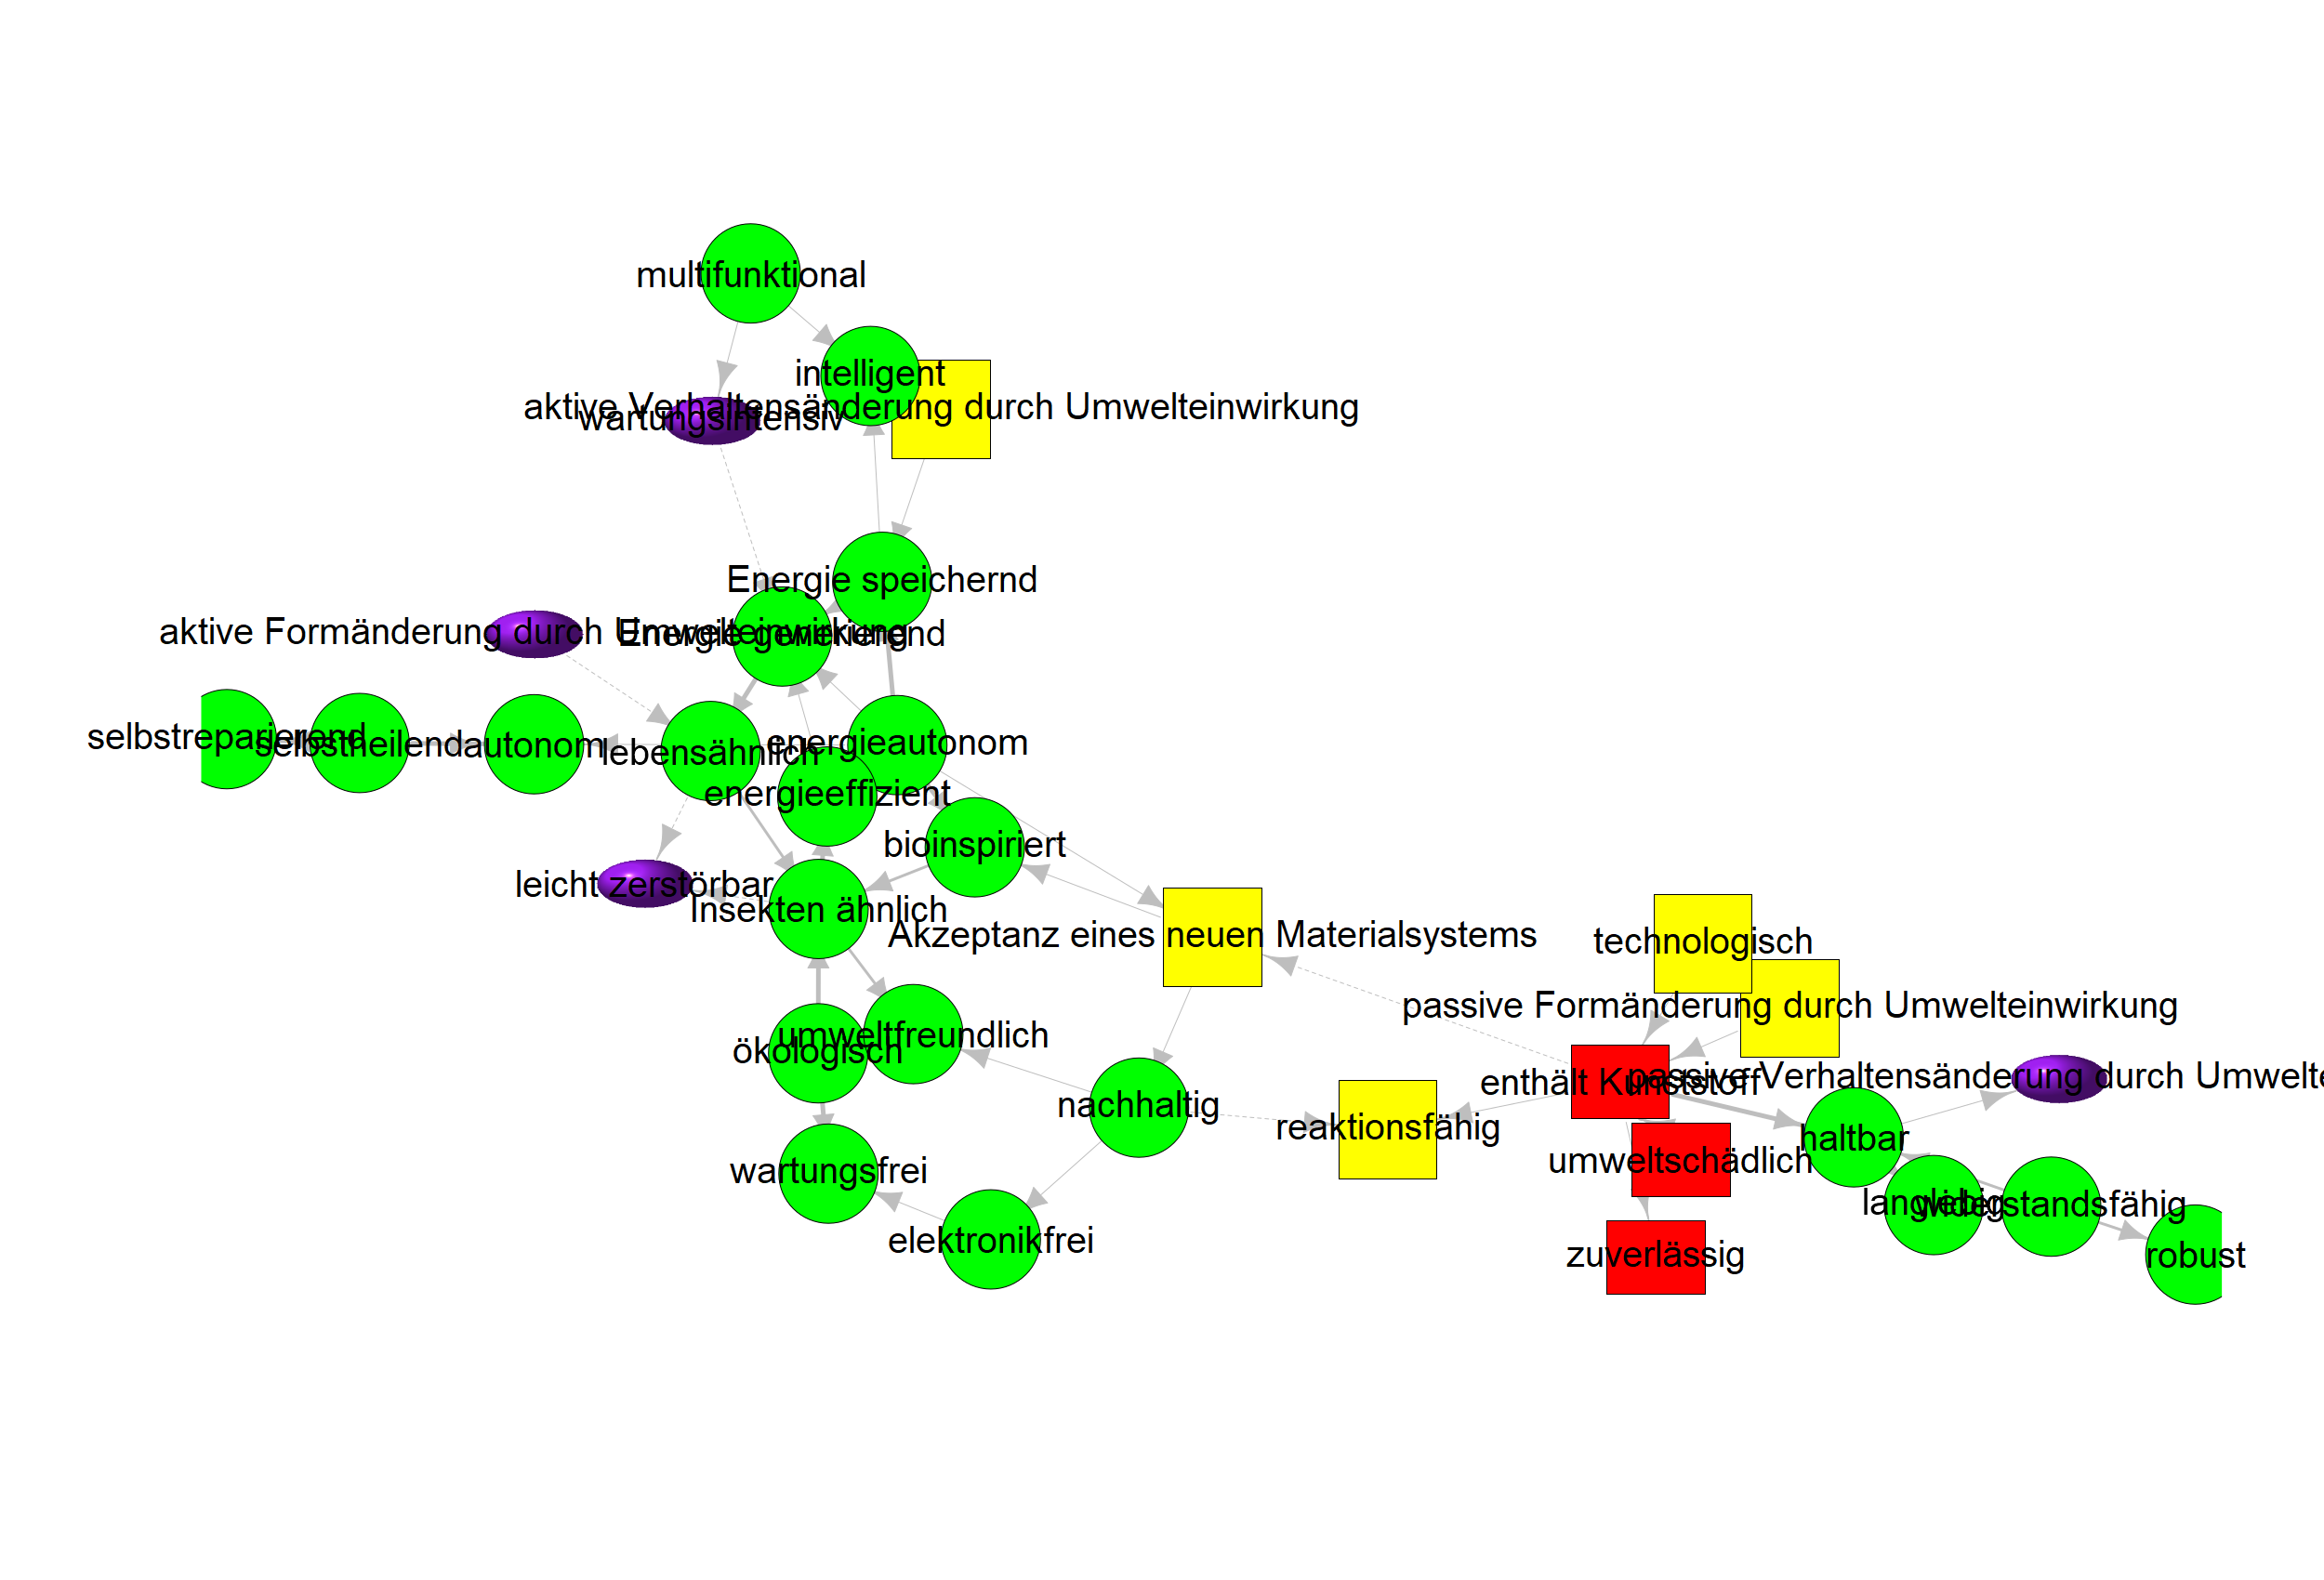 multifunktional
intelligent
aktive Verhaltensänderung durch Umwelteinwirkung
wartungsintensiv
Energie speichernd
aktive Formänderung durch Umwelteinwirkung
Energie generierend
selbstreparierend
selbstheilend
autonom
lebensähnlich
energieautonom
energieeffizient
bioinspiriert
leicht zerstörbar
Insekten ähnlich
Akzeptanz eines neuen Materialsystems
technologisch
passive Formänderung durch Umwelteinwirkung
umweltfreundlich
ökologisch
enthält Kunststoff
passive Verhaltensänderung durch Umwelte
nachhaltig
reaktionsfähig
haltbar
umweltschädlich
wartungsfrei
langlebig
widerstandsfähig
elektronikfrei
zuverlässig
robust